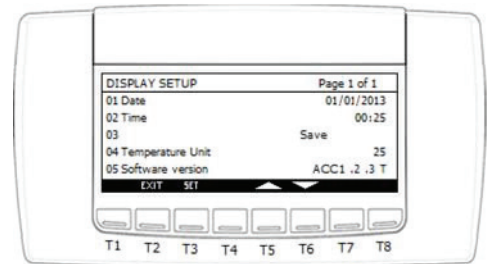 DISPLAY SETUP Page 1 of 1
01 Date 01/01/2013
02 Time 00:25
03 Save
04 Temperature Unit 25
05 Software version ACC1 .2 .3 T
EXIT SET
T1 T2 T3 T4 T5 T6 T7 T8